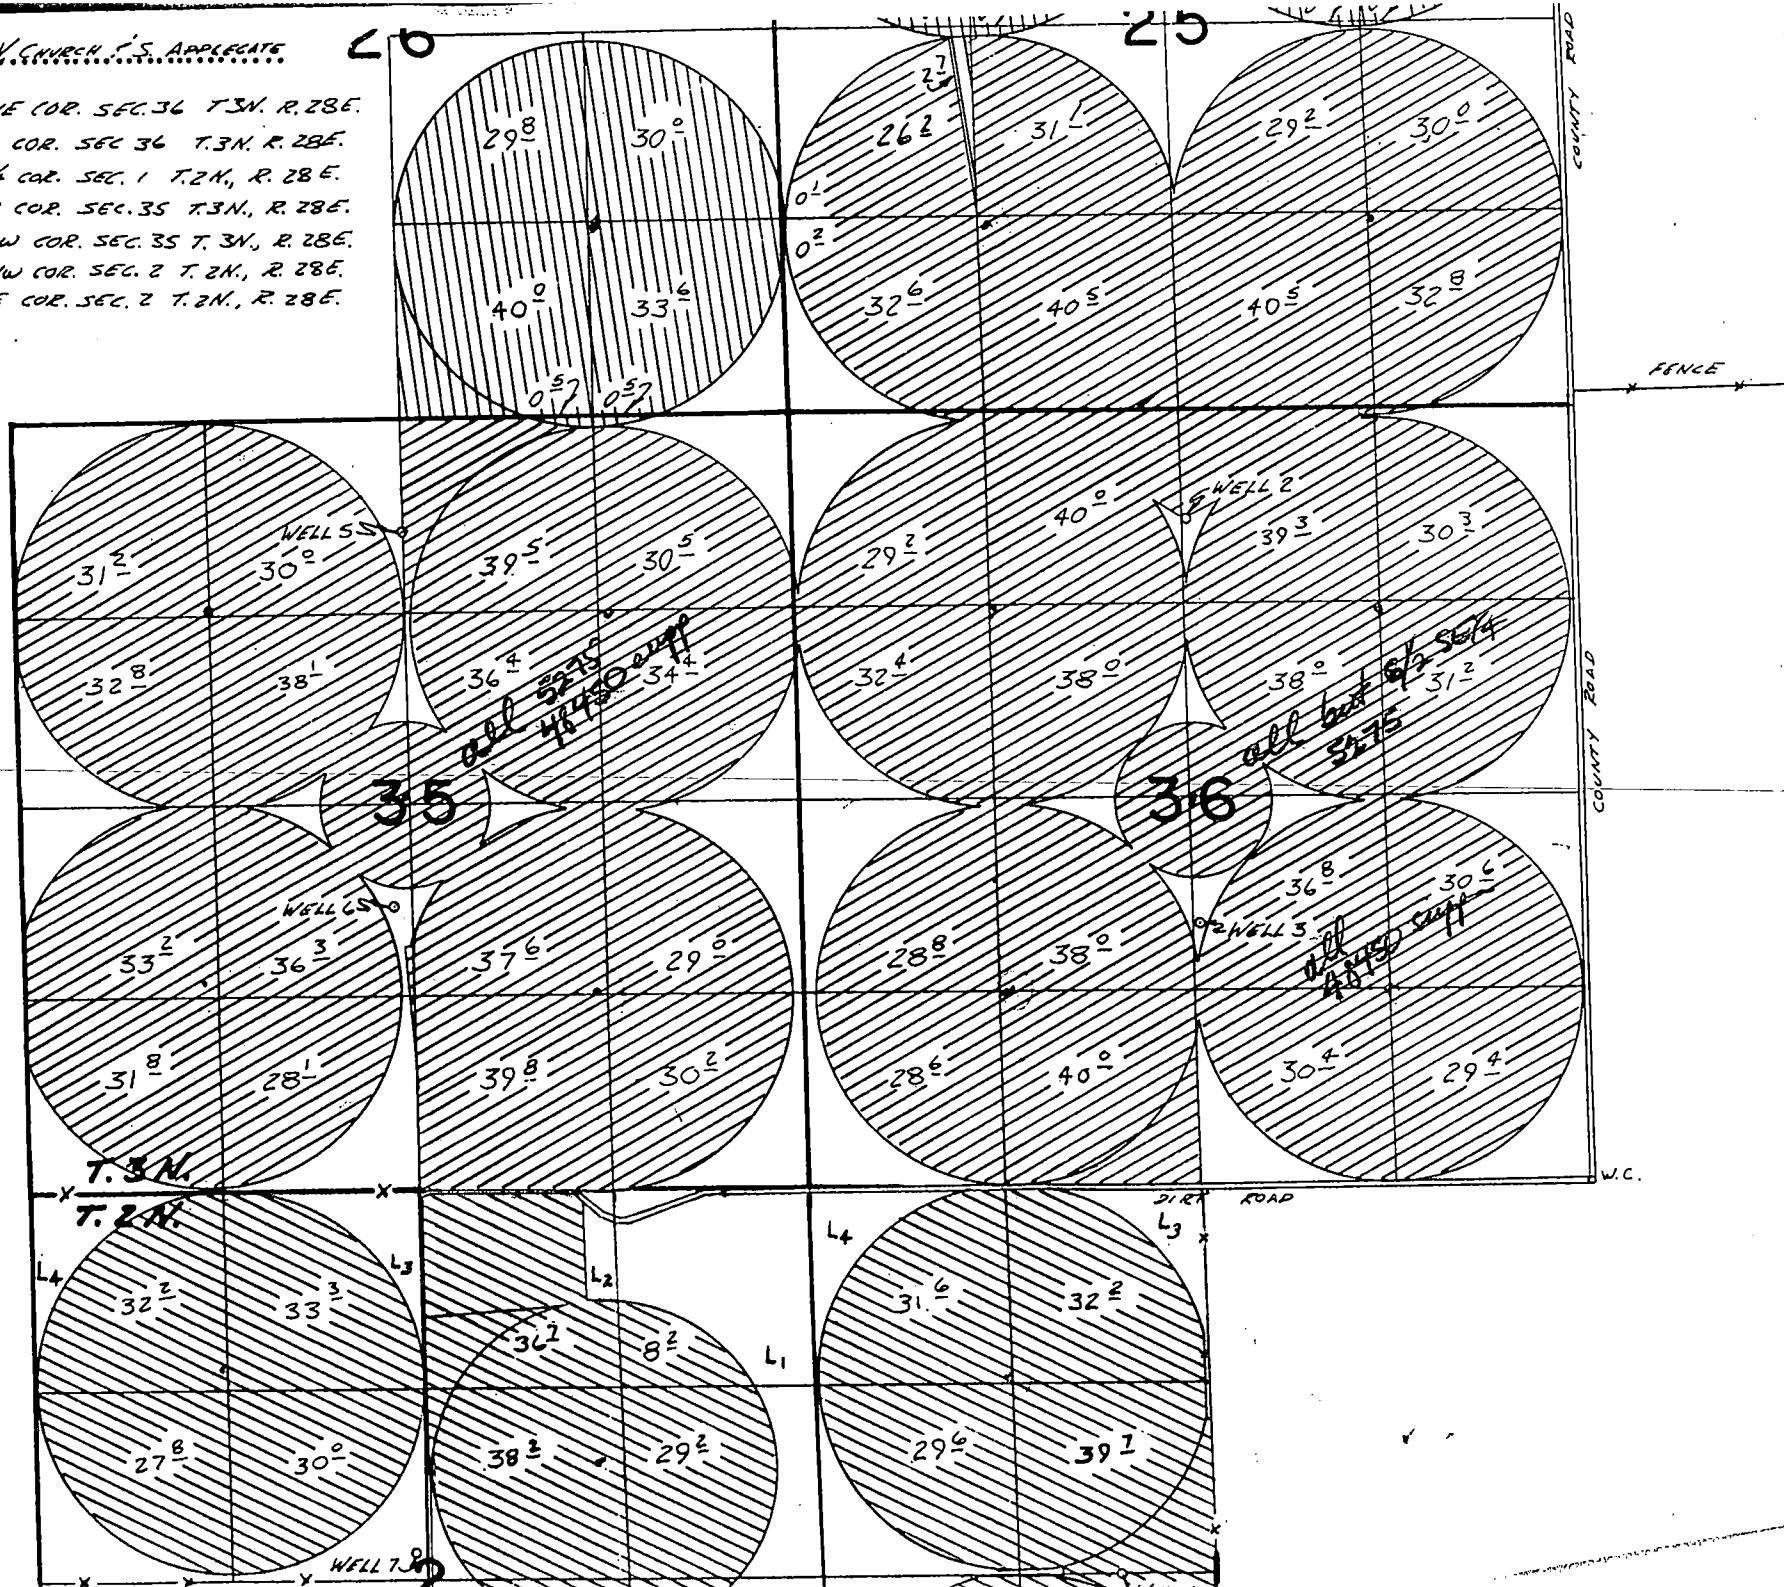 CHURCH & S. APPLEGATE
26
25
E COR. SEC. 36 T3N. R. 28E.
COR. SEC 36 T.3N. R. 28E.
COR. SEC. 1 T.2N., R. 28 E.
COR. SEC. 35 T.3N., R. 28E.
W COR. SEC. 35 T. 3N., R. 28E.
NW COR. SEC. 2 T. 2N., R. 28E.
E COR. SEC. 2 T. 2N., R. 28E.
COUNTY ROAD
29 8 30 0 26 2 2 7 31 1 29 2 30 0
0 1
0 2
40 0 33 6 32 6 40 5 40 5 32 8
0 5 0 5
FENCE
WELL 5
WELL 2
31 2 30 0 39 5 30 5 29 2 40 0 39 3 30 3
32 8 38 1 36 4 34 4 32 4 38 0 38 0 31 2
all 5275
48450 supp
all but S/2 SE/4
5275
COUNTY ROAD
35
36
WELL 6
WELL 3
33 2 36 3 37 6 29 0 28 8 38 0 36 8 30 6
all
48450 supp
31 8 28 1 39 8 30 2 28 6 40 0 30 4 29 4
T. 3 N.
T. 2 N.
W.C.
DIRT ROAD
L4 L3 L2 L1 L4 L3
32 2 33 3 36 7 8 2 31 6 32 2
27 8 30 0 38 2 29 2 29 6 39 7
WELL 7
2